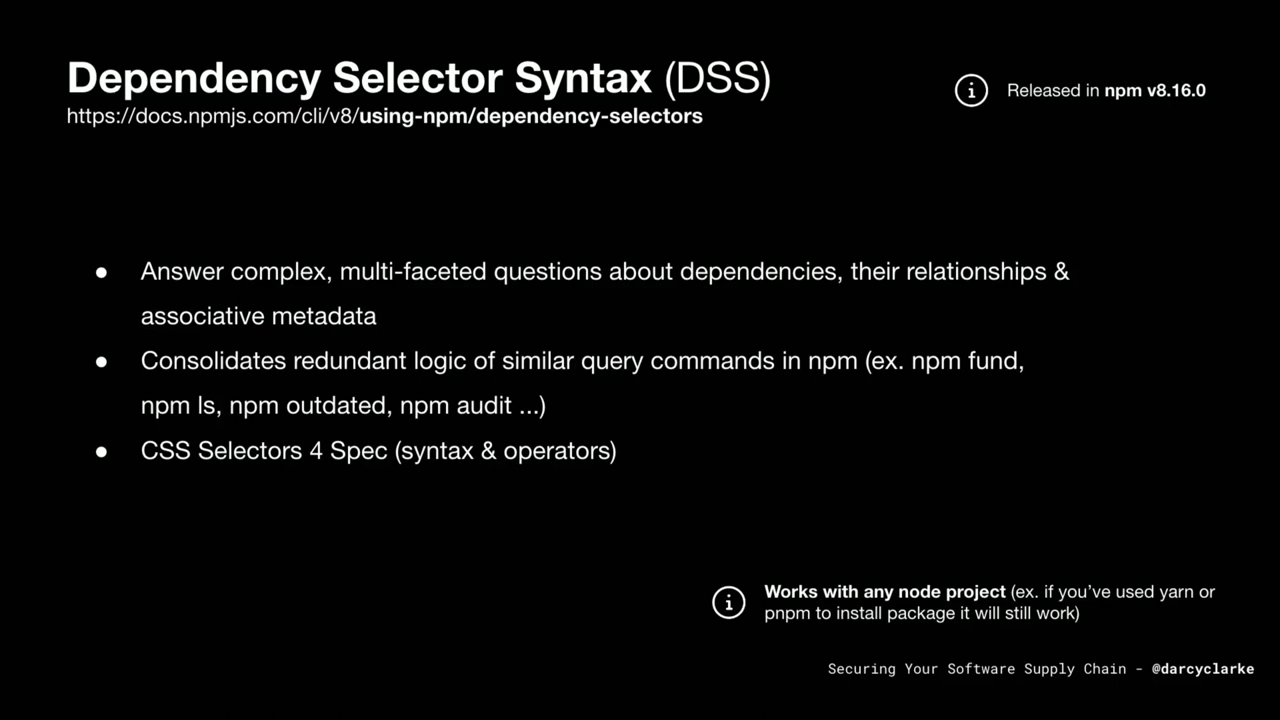 Dependency Selector Syntax (DSS)
https://docs.npmjs.com/cli/v8/using-npm/dependency-selectors
Released in npm v8.16.0
● Answer complex, multi-faceted questions about dependencies, their relationships &
associative metadata
● Consolidates redundant logic of similar query commands in npm (ex. npm fund,
npm ls, npm outdated, npm audit ...)
● CSS Selectors 4 Spec (syntax & operators)
Works with any node project (ex. if you’ve used yarn or
pnpm to install package it will still work)
Securing Your Software Supply Chain - @darcyclarke